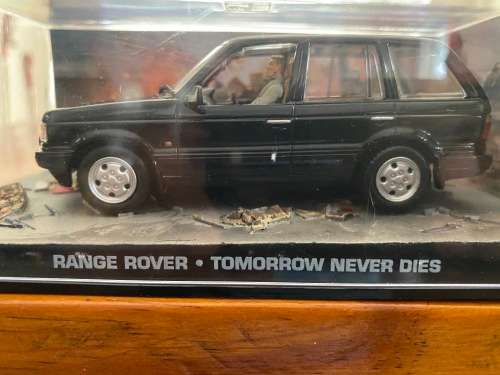 RANGE ROVER • TOMORROW NEVER DIES